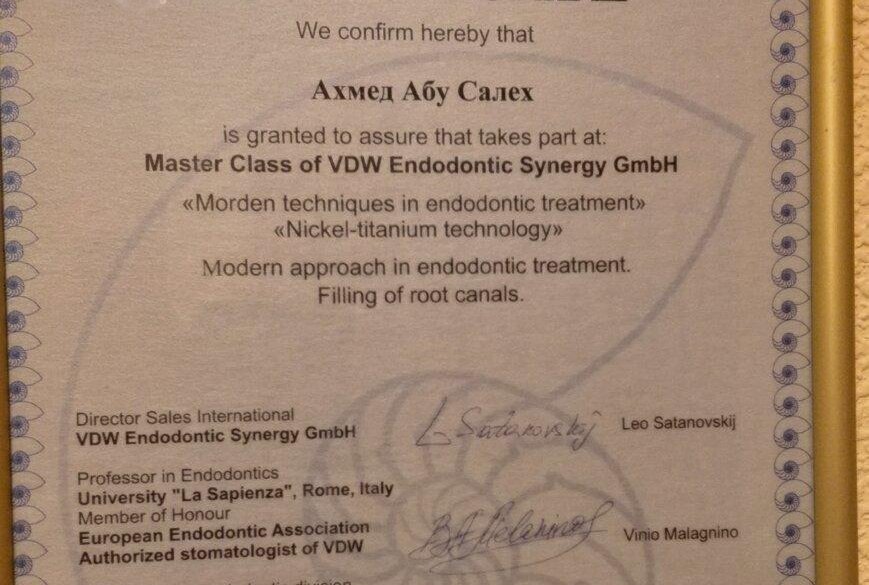 We confirm hereby that
Ахмед Абу Салех
is granted to assure that takes part at:
Master Class of VDW Endodontic Synergy GmbH
«Morden techniques in endodontic treatment»
«Nickel-titanium technology»
Modern approach in endodontic treatment.
Filling of root canals.
Director Sales International
VDW Endodontic Synergy GmbH
L Satanovskij
Leo Satanovskij
Professor in Endodontics
University "La Sapienza", Rome, Italy
Member of Honour
European Endodontic Association
Authorized stomatologist of VDW
Vinio Malagnino
division